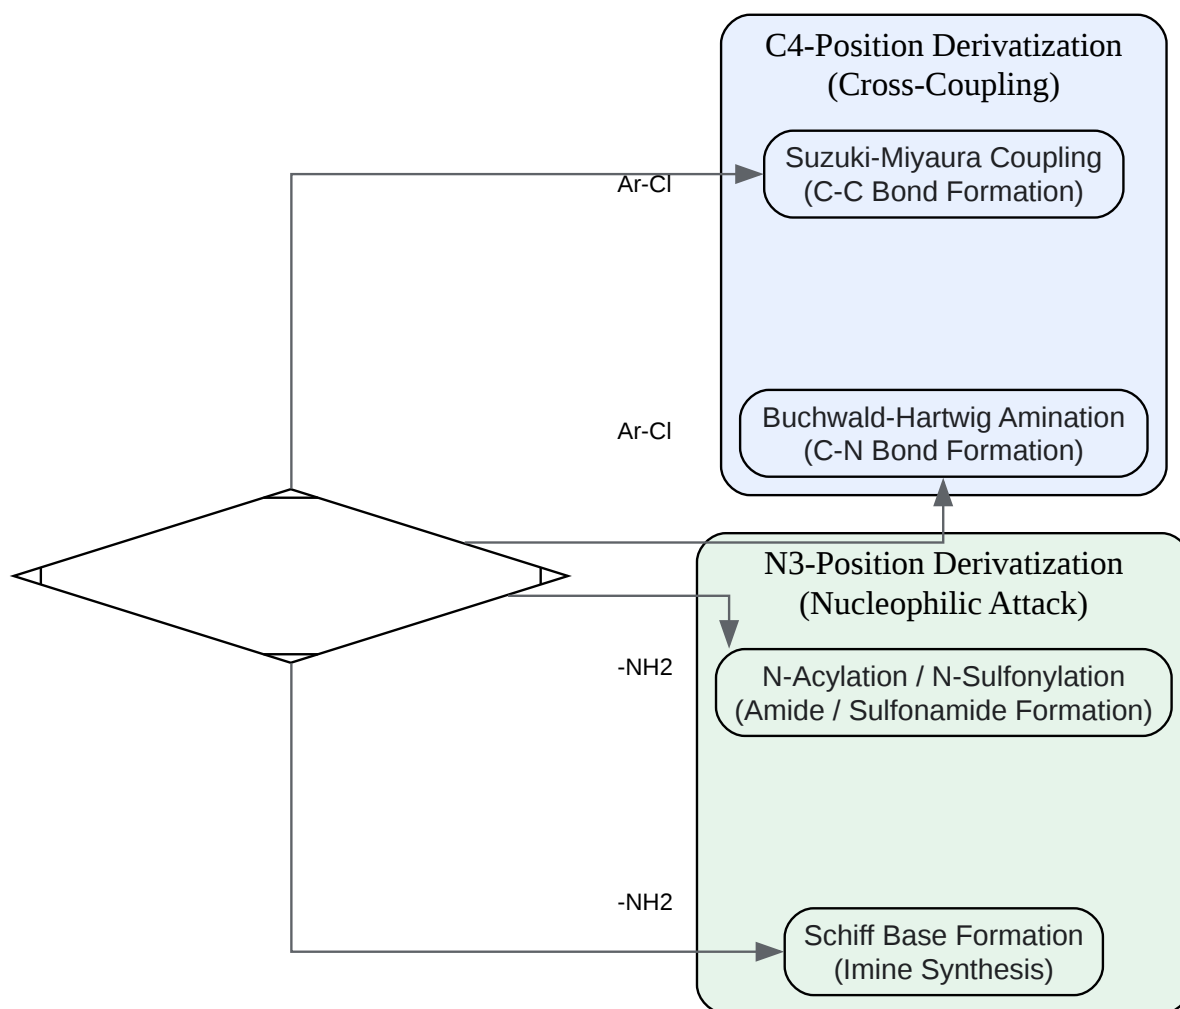 C4-Position Derivatization
(Cross-Coupling)
Suzuki-Miyaura Coupling
(C-C Bond Formation)
Ar-Cl
Ar-Cl
Buchwald-Hartwig Amination
(C-N Bond Formation)
N3-Position Derivatization
(Nucleophilic Attack)
-NH2
N-Acylation / N-Sulfonylation
(Amide / Sulfonamide Formation)
-NH2
Schiff Base Formation
(Imine Synthesis)